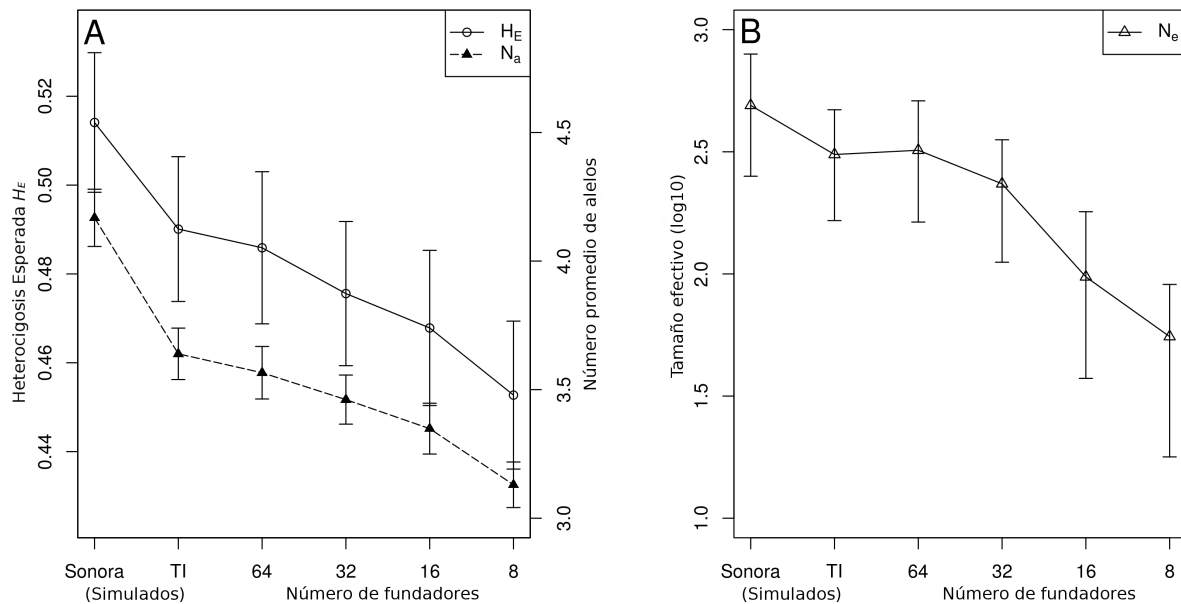 A
H_E
N_a
0.52
0.50
0.48
0.46
0.44
Heterocigosis Esperada H_E
4.5
4.0
3.5
3.0
Número promedio de alelos
Sonora TI 64 32 16 8
(Simulados) Número de fundadores
B
N_e
3.0
2.5
2.0
1.5
1.0
Tamaño efectivo (log10)
Sonora TI 64 32 16 8
(Simulados) Número de fundadores